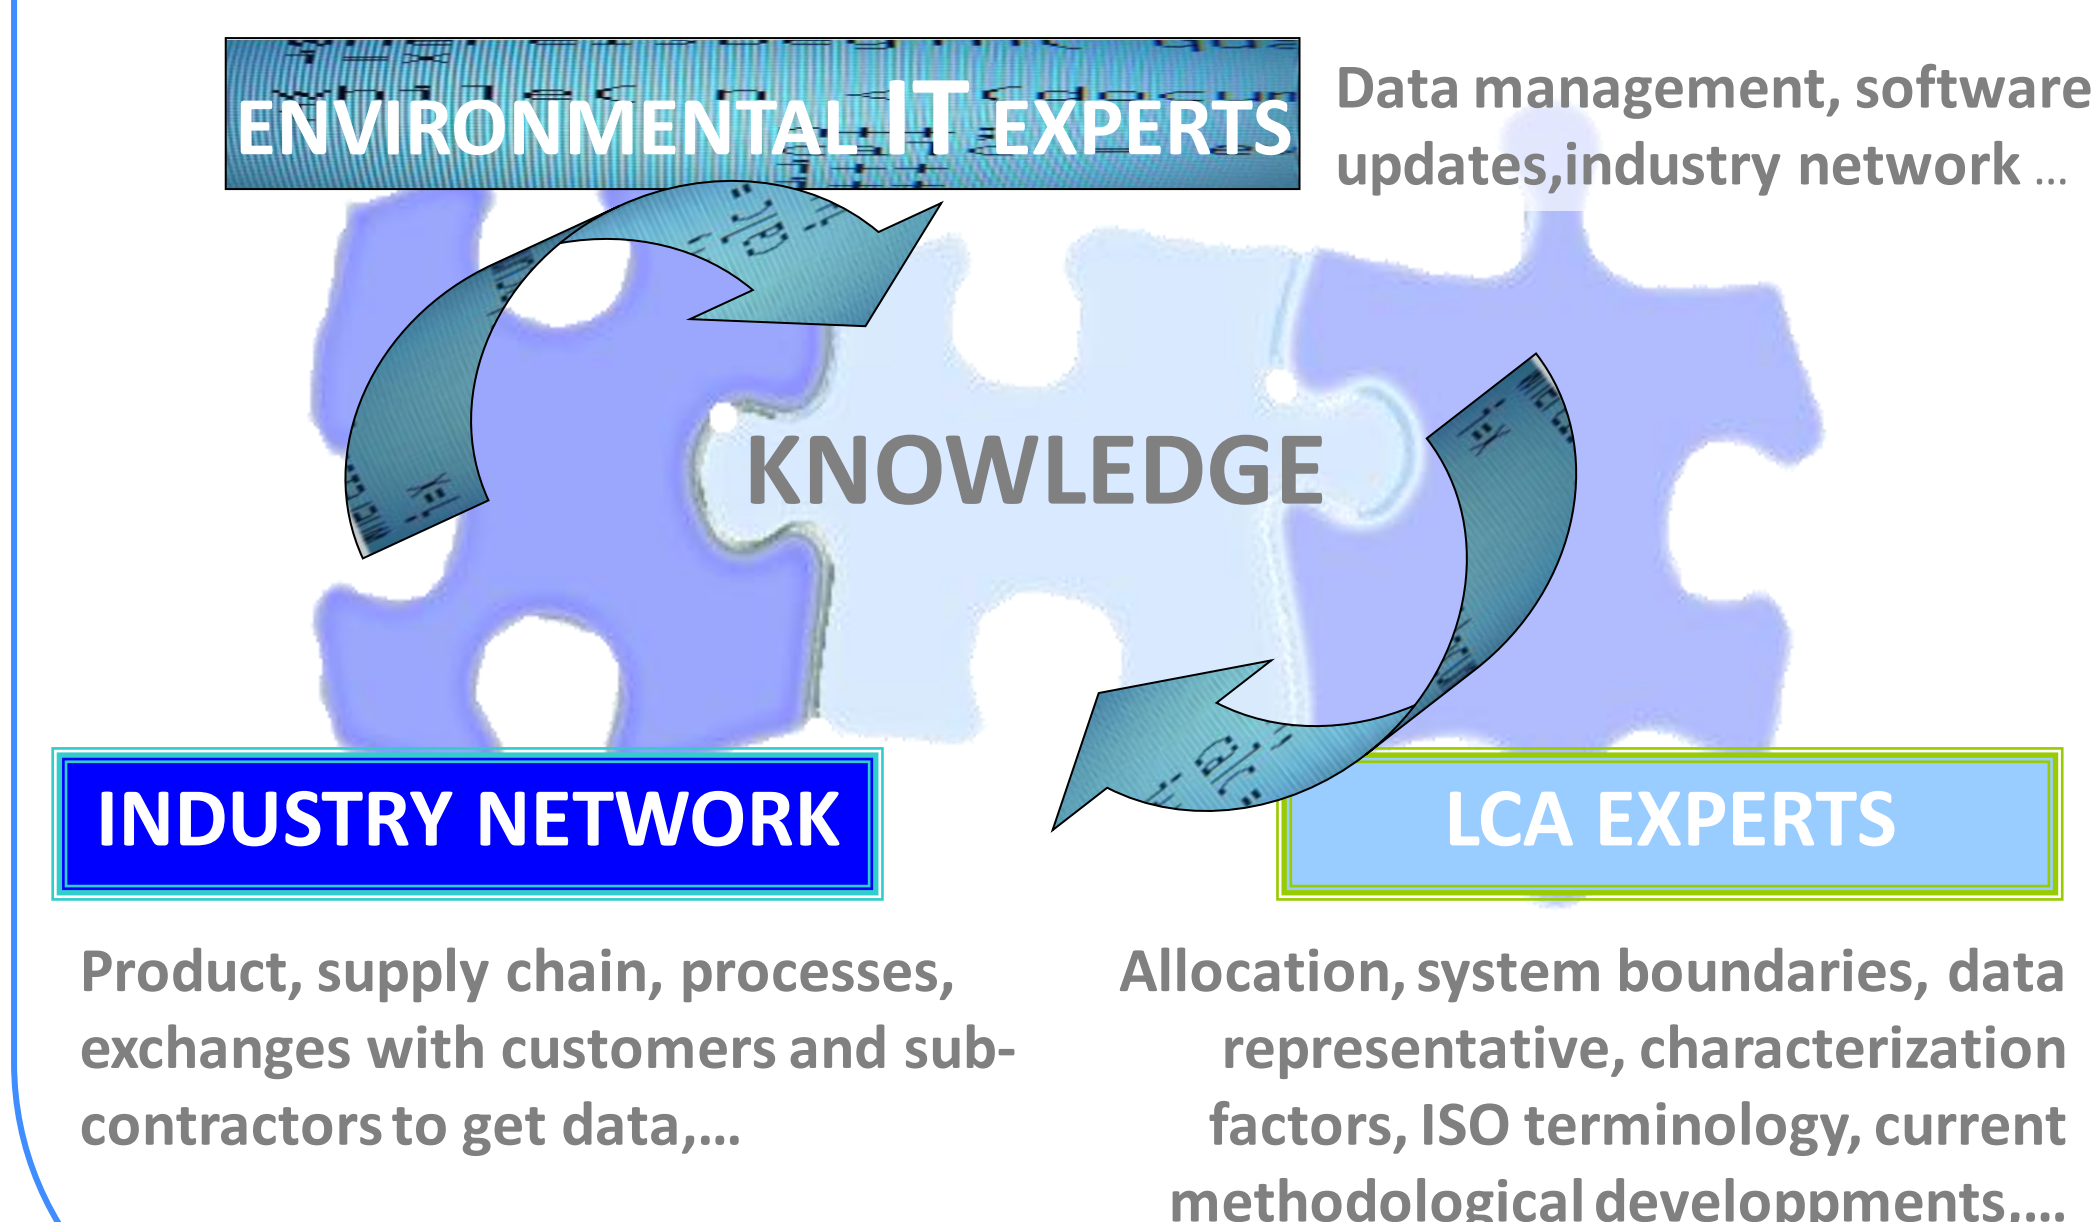 ENVIRONMENTAL IT EXPERTS
Data management, software
updates,industry network ...
KNOWLEDGE
INDUSTRY NETWORK
LCA EXPERTS
Product, supply chain, processes,
exchanges with customers and sub-
contractors to get data,...
Allocation, system boundaries, data
representative, characterization
factors, ISO terminology, current
methodological developpments,...